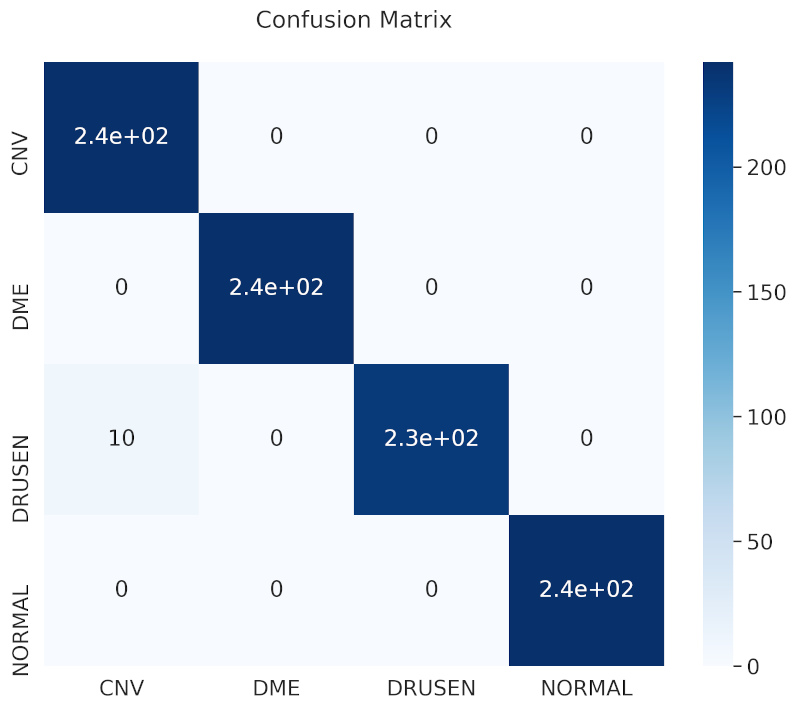 Confusion Matrix
CNV
2.4e+02 0 0 0
DME
0 2.4e+02 0 0
DRUSEN
10 0 2.3e+02 0
NORMAL
0 0 0 2.4e+02
CNV DME DRUSEN NORMAL
200
150
100
50
0